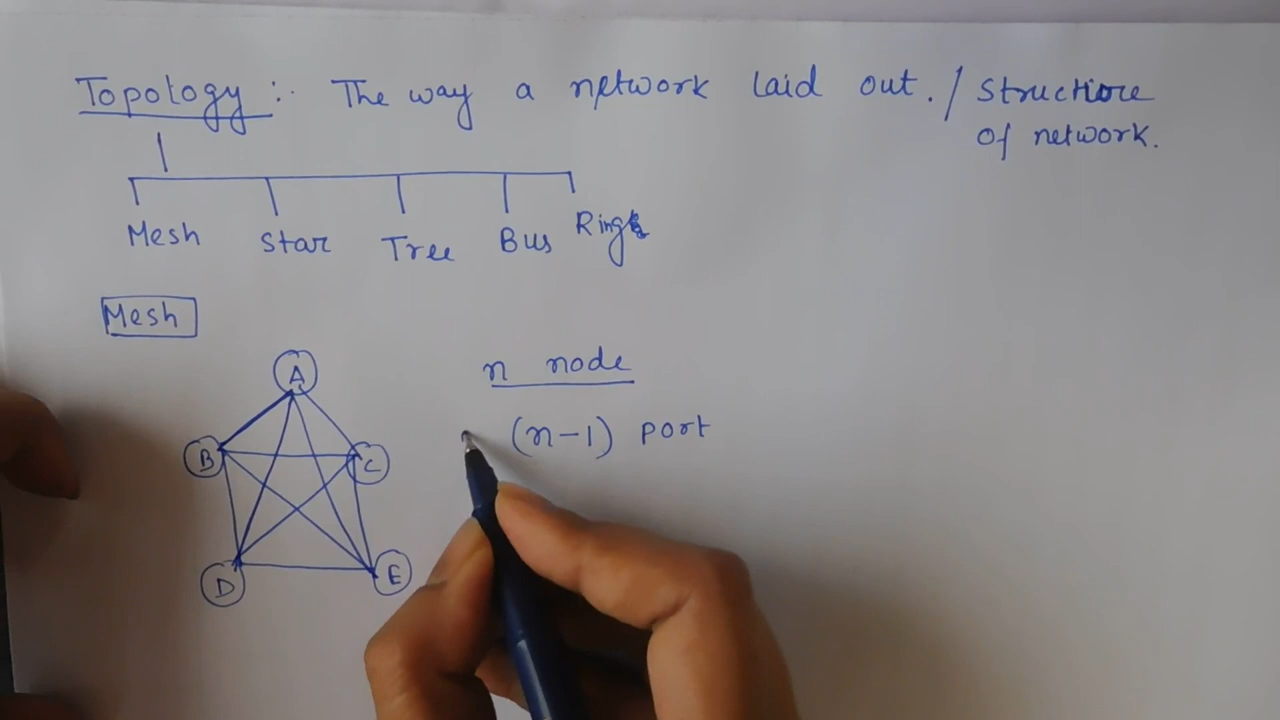 Topology : The way a network laid out. / Structure
of network.
Mesh Star Tree Bus Ring
Mesh
A
n node
(n-1) port
B C
D E